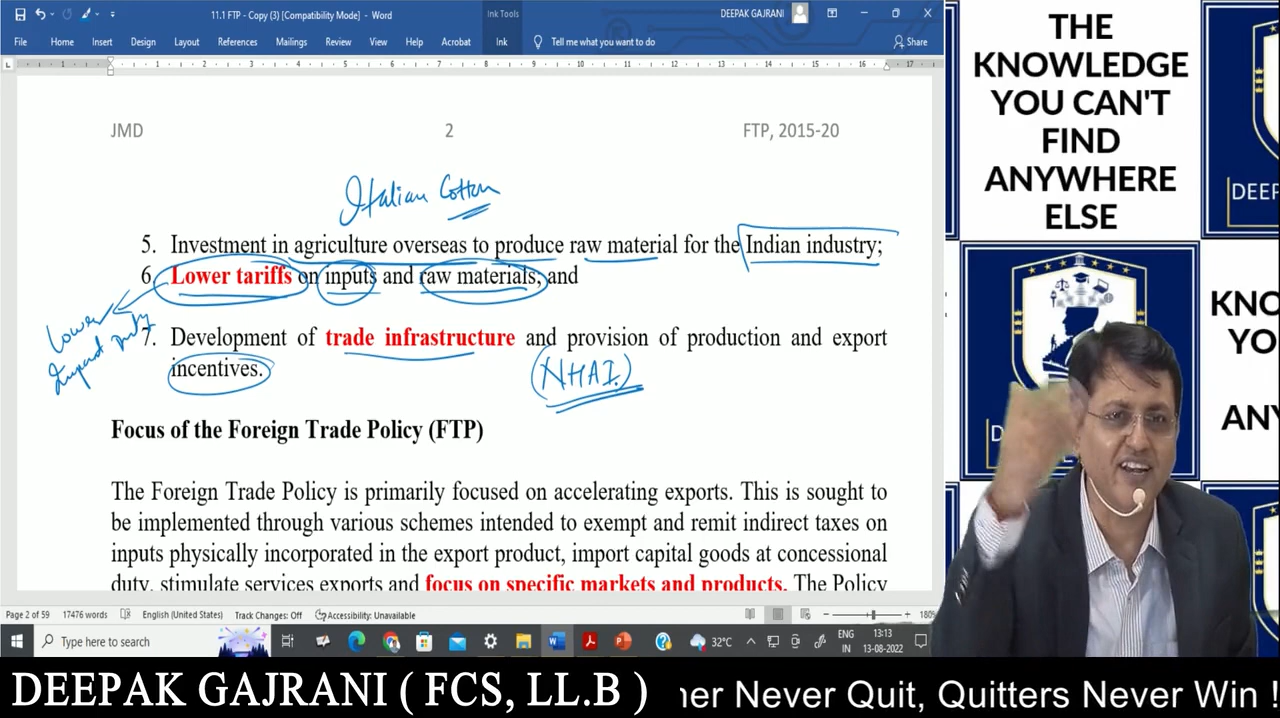 11.1 FTP - Copy (3) [Compatibility Mode] - Word
Ink Tools
DEEPAK GAJRANI
File Home Insert Design Layout References Mailings Review View Help Acrobat Ink Tell me what you want to do Share
JMD 2 FTP, 2015-20
Italian Cotton
5. Investment in agriculture overseas to produce raw material for the Indian industry;
6. Lower tariffs on inputs and raw materials, and
Lower
Import Duty
7. Development of trade infrastructure and provision of production and export
incentives.
(NHAI.)
Focus of the Foreign Trade Policy (FTP)
The Foreign Trade Policy is primarily focused on accelerating exports. This is sought to
be implemented through various schemes intended to exempt and remit indirect taxes on
inputs physically incorporated in the export product, import capital goods at concessional
duty, stimulate services exports and focus on specific markets and products. The Policy
Page 2 of 59 17476 words English (United States) Track Changes: Off Accessibility: Unavailable 180%
Type here to search
32°C
ENG
IN
13:13
13-08-2022
THE
KNOWLEDGE
YOU CAN'T
FIND
ANYWHERE
ELSE
DEEP
KNO
YO
ANY
D
DEE
DEEPAK GAJRANI ( FCS, LL.B )
er Never Quit, Quitters Never Win !